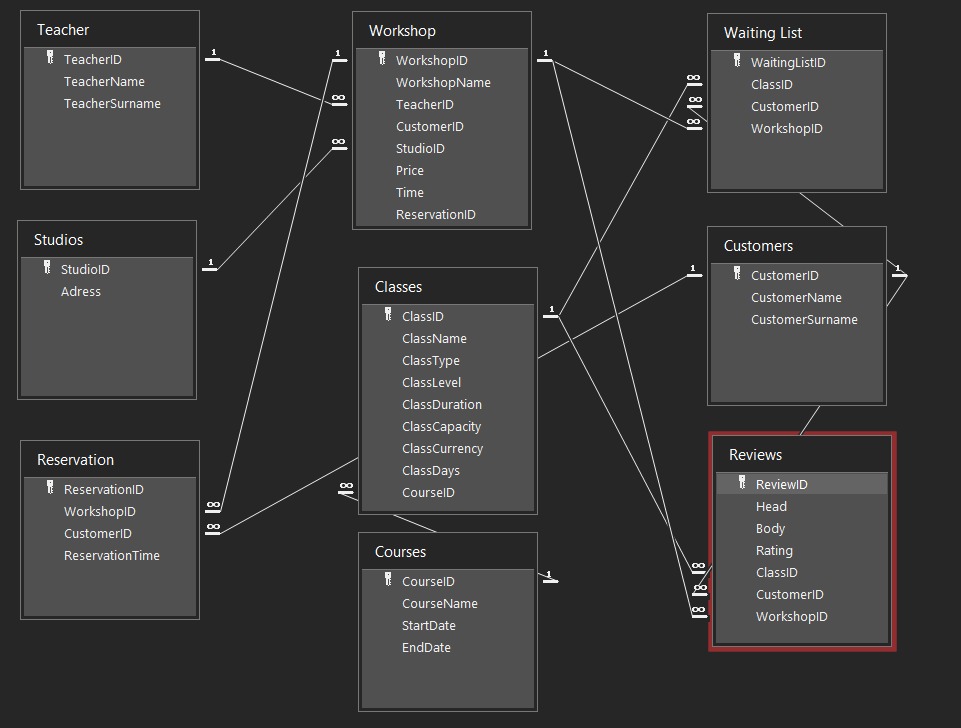 Teacher
TeacherID
TeacherName
TeacherSurname
Workshop
WorkshopID
WorkshopName
TeacherID
CustomerID
StudioID
Price
Time
ReservationID
Waiting List
WaitingListID
ClassID
CustomerID
WorkshopID
Studios
StudioID
Adress
Classes
ClassID
ClassName
ClassType
ClassLevel
ClassDuration
ClassCapacity
ClassCurrency
ClassDays
CourseID
Customers
CustomerID
CustomerName
CustomerSurname
Reservation
ReservationID
WorkshopID
CustomerID
ReservationTime
Courses
CourseID
CourseName
StartDate
EndDate
Reviews
ReviewID
Head
Body
Rating
ClassID
CustomerID
WorkshopID
1
∞
1
∞
1
∞
1
∞
1
∞
∞
∞
1
1
∞
∞
1
1
∞
∞
∞